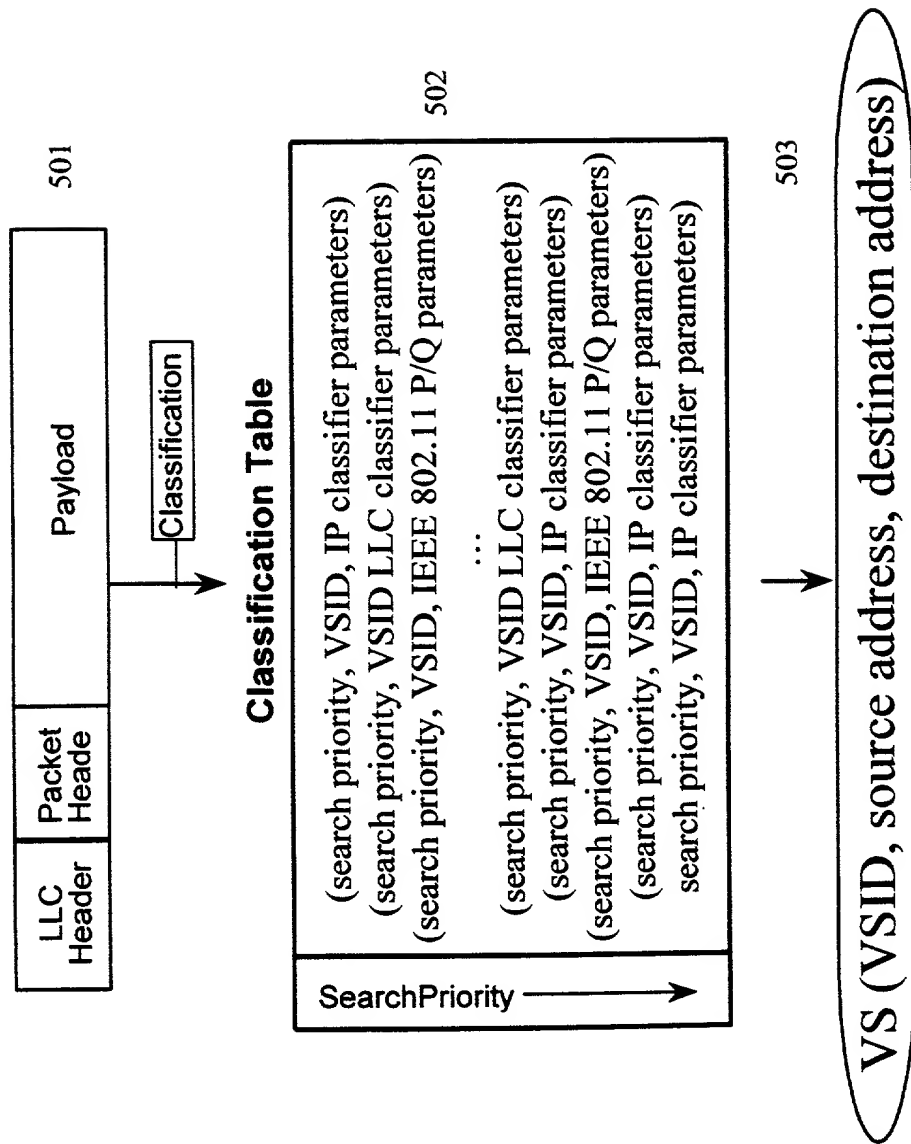 LLC
Header
Packet
Heade
Payload
501
Classification
Classification Table
502
SearchPriority
(search priority, VSID, IP classifier parameters)
(search priority, VSID LLC classifier parameters)
(search priority, VSID, IEEE 802.11 P/Q parameters)
...
(search priority, VSID LLC classifier parameters)
(search priority, VSID, IP classifier parameters)
(search priority, VSID, IEEE 802.11 P/Q parameters)
(search priority, VSID, IP classifier parameters)
search priority, VSID, IP classifier parameters)
503
VS (VSID, source address, destination address)